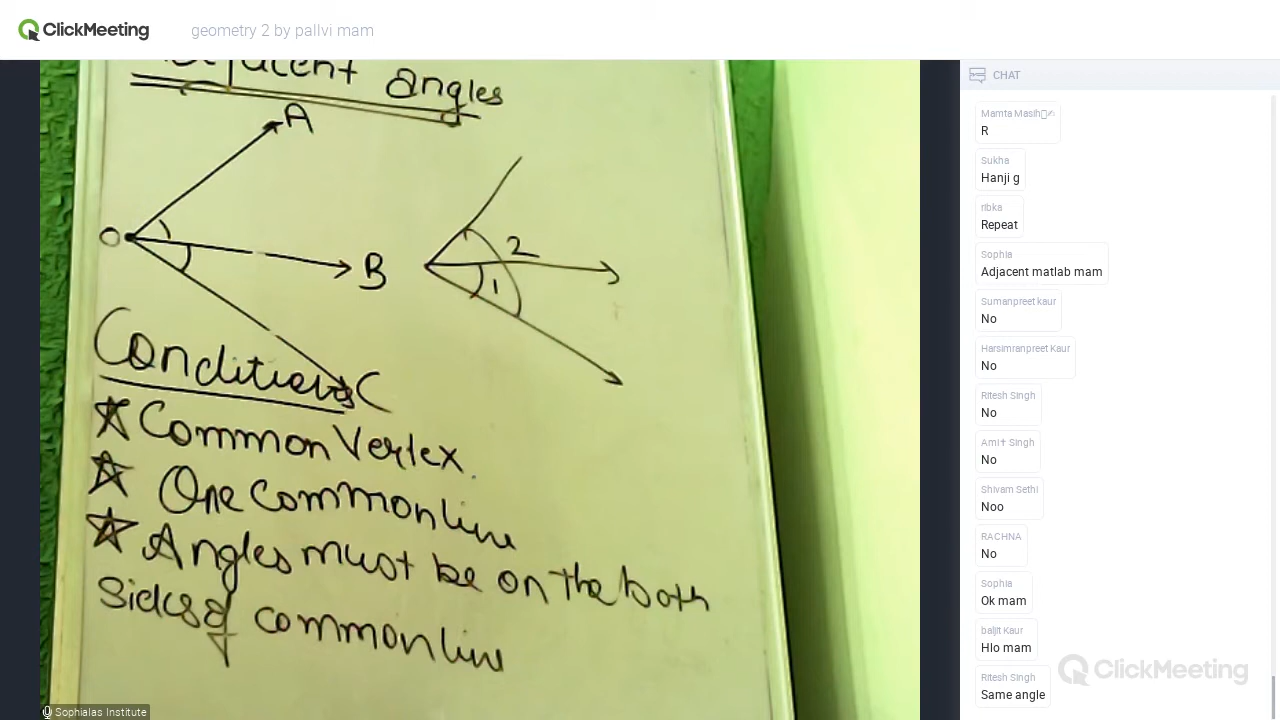 ClickMeeting
geometry 2 by pallvi mam
Adjacent angles
A
O
B
C
2
1
Conditions
Common Vertex.
One common line
Angles must be on the both
sides of common line
Sophialas Institute
CHAT
Mamta Masih
R
Sukha
Hanji g
ribka
Repeat
Sophia
Adjacent matlab mam
Sumanpreet kaur
No
Harsimranpreet Kaur
No
Ritesh Singh
No
Ami✝ Singh
No
Shivam Sethi
Noo
RACHNA
No
Sophia
Ok mam
baljit Kaur
Hlo mam
Ritesh Singh
Same angle
ClickMeeting